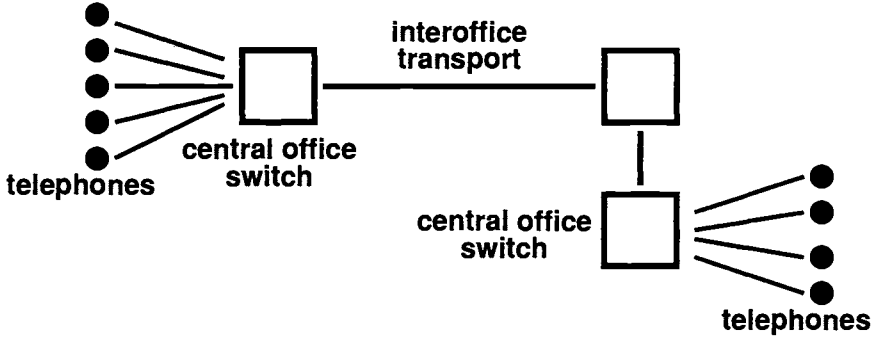 interoffice
transport
central office
switch
telephones
central office
switch
telephones